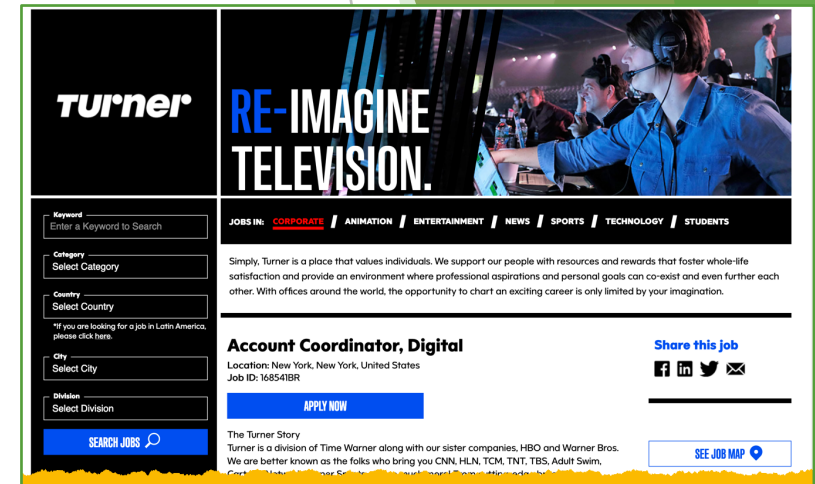 Turner
RE-IMAGINE
TELEVISION.
Keyword
Enter a Keyword to Search
Category
Select Category
Country
Select Country
*If you are looking for a job in Latin America,
please click here.
City
Select City
Division
Select Division
SEARCH JOBS
JOBS IN: CORPORATE / ANIMATION / ENTERTAINMENT / NEWS / SPORTS / TECHNOLOGY / STUDENTS
Simply, Turner is a place that values individuals. We support our people with resources and rewards that foster whole-life
satisfaction and provide an environment where professional aspirations and personal goals can co-exist and even further each
other. With offices around the world, the opportunity to chart an exciting career is only limited by your imagination.
Account Coordinator, Digital
Location: New York, New York, United States
Job ID: 168541BR
APPLY NOW
The Turner Story
Turner is a division of Time Warner along with our sister companies, HBO and Warner Bros.
We are better known as the folks who bring you CNN, HLN, TCM, TNT, TBS, Adult Swim,
Share this job
SEE JOB MAP